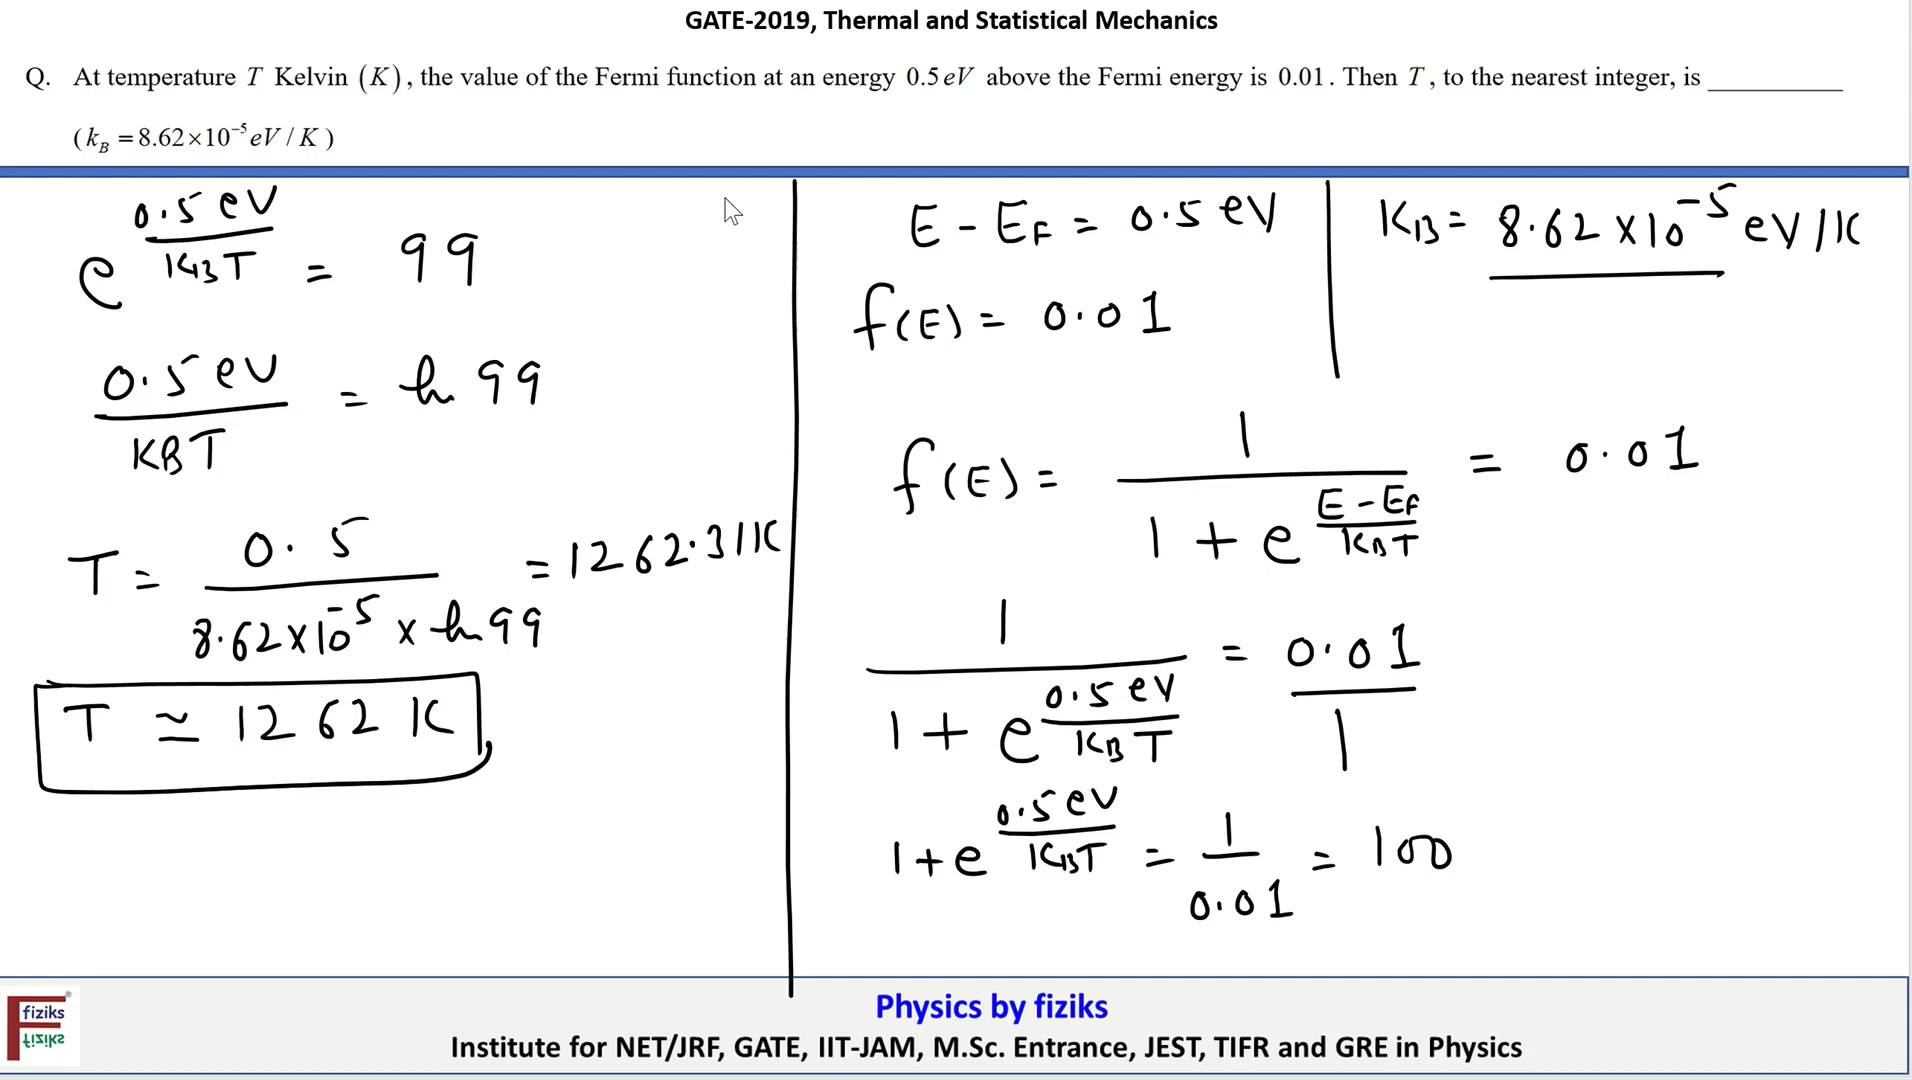 GATE-2019, Thermal and Statistical Mechanics
Q. At temperature T Kelvin (K), the value of the Fermi function at an energy 0.5 eV above the Fermi energy is 0.01. Then T, to the nearest integer, is ___________
(k_B = 8.62×10^-5 eV / K)
E - E_F = 0.5 eV
K_B = 8.62 × 10^-5 eV/K
f(E) = 0.01
f(E) = 1 / (1 + e^((E - E_F)/(K_B T))) = 0.01
1 / (1 + e^(0.5 eV/(K_B T))) = 0.01 / 1
1 + e^(0.5 eV/(K_B T)) = 1/0.01 = 100
e^(0.5 eV/(K_B T)) = 99
0.5 eV / (K_B T) = ln 99
T = 0.5 / (8.62×10^-5 × ln 99) = 1262.31 K
T ≃ 1262 K,
fiziks
®
fiziks
Physics by fiziks
Institute for NET/JRF, GATE, IIT-JAM, M.Sc. Entrance, JEST, TIFR and GRE in Physics